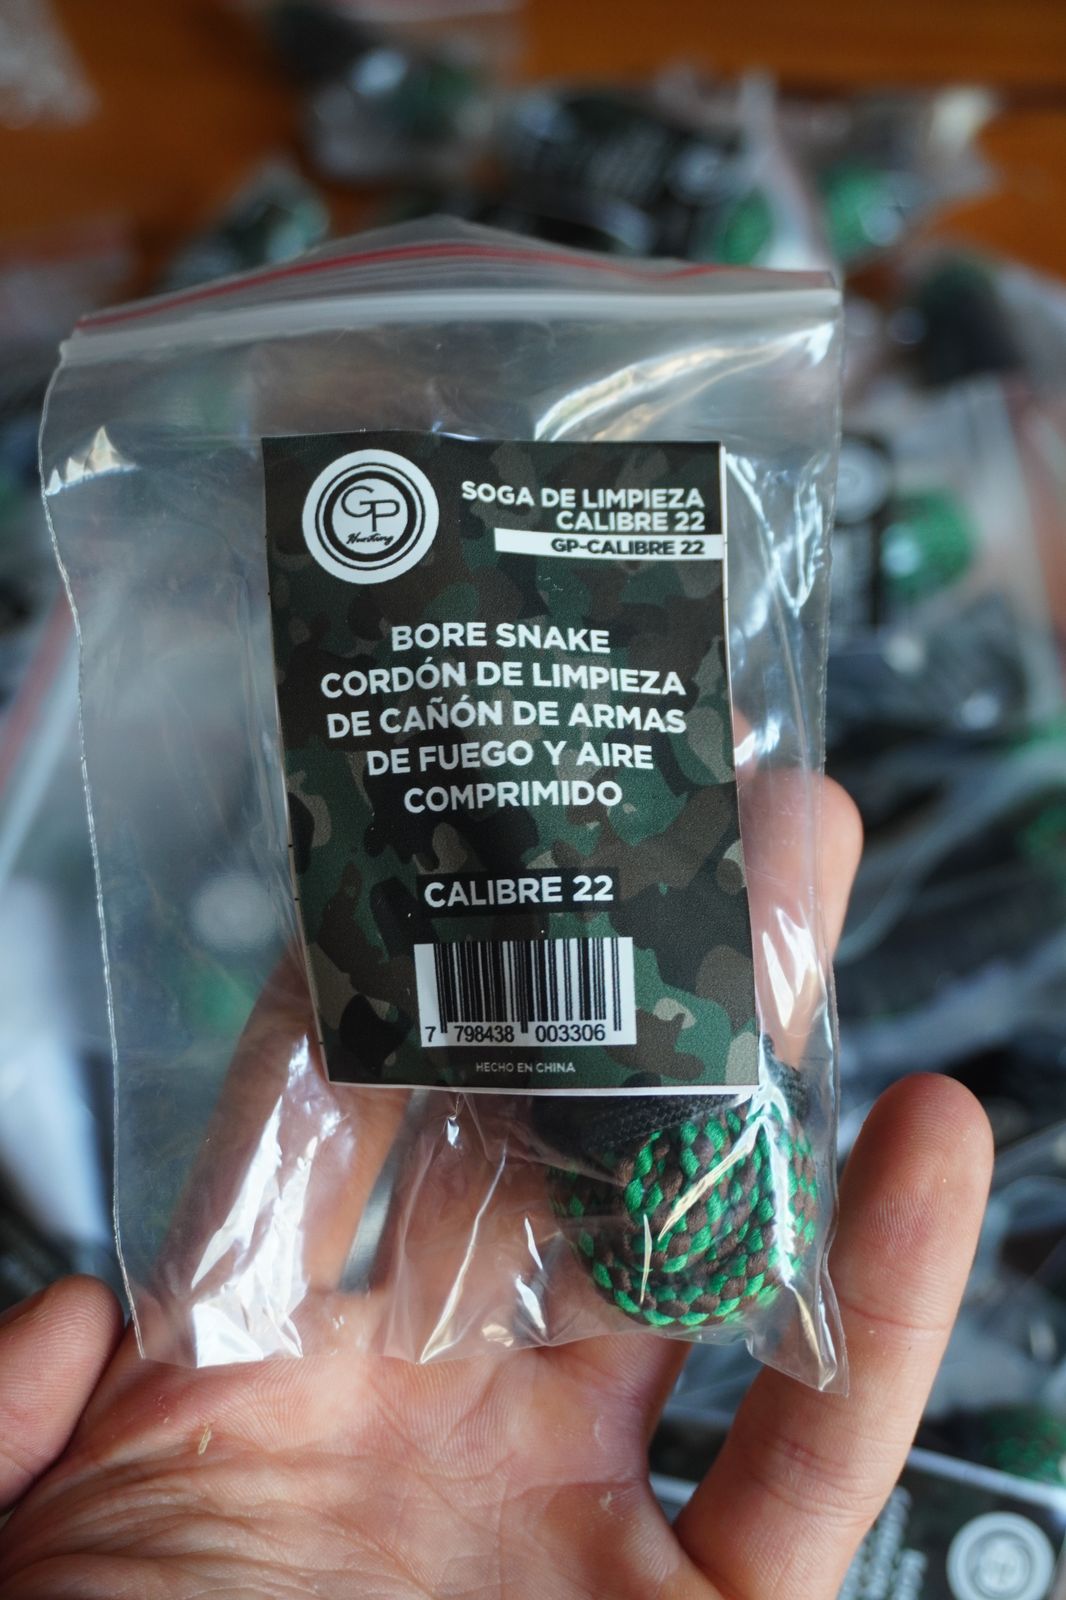 GP
Hunting
SOGA DE LIMPIEZA
CALIBRE 22
GP-CALIBRE 22
BORE SNAKE
CORDÓN DE LIMPIEZA
DE CAÑÓN DE ARMAS
DE FUEGO Y AIRE
COMPRIMIDO
CALIBRE 22
7 798438 003306
HECHO EN CHINA